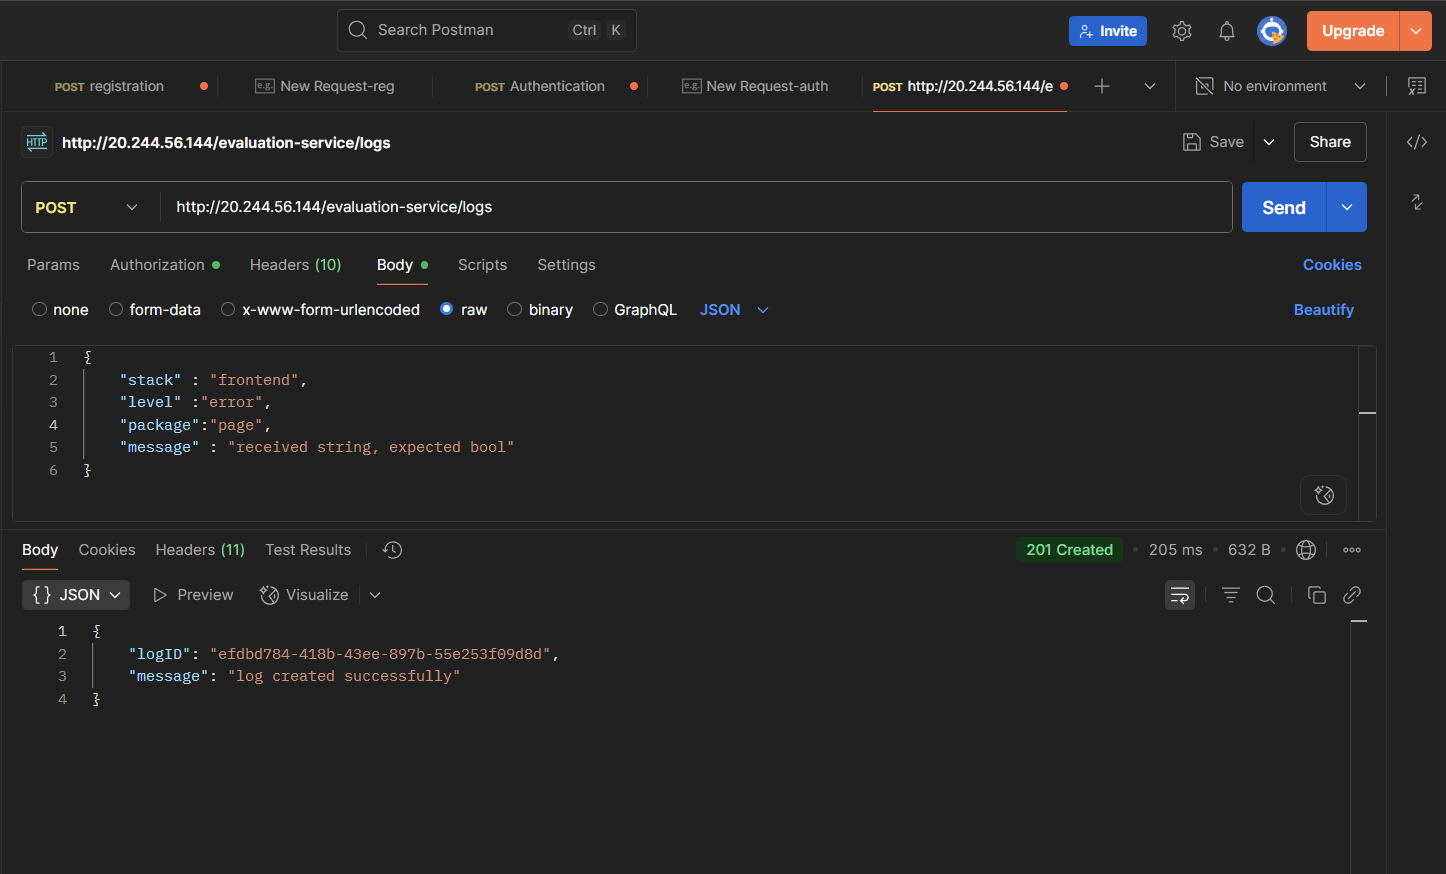 Search Postman Ctrl K Invite Upgrade
POST registration e.g. New Request-reg POST Authentication e.g. New Request-auth POST http://20.244.56.144/e No environment
HTTP http://20.244.56.144/evaluation-service/logs Save Share
POST http://20.244.56.144/evaluation-service/logs Send
Params Authorization Headers (10) Body Scripts Settings Cookies
none form-data x-www-form-urlencoded raw binary GraphQL JSON Beautify
1 {
2 "stack" : "frontend",
3 "level" :"error",
4 "package":"page",
5 "message" : "received string, expected bool"
6 }
Body Cookies Headers (11) Test Results 201 Created 205 ms 632 B
{} JSON Preview Visualize
1 {
2 "logID": "efdbd784-418b-43ee-897b-55e253f09d8d",
3 "message": "log created successfully"
4 }